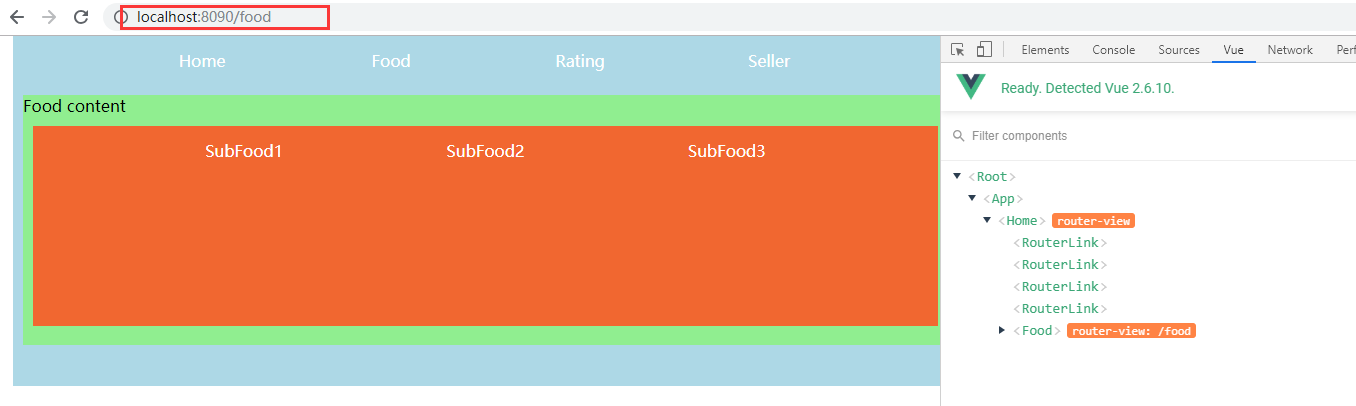 localhost:8090/food
Home Food Rating Seller
Food content
SubFood1 SubFood2 SubFood3
Elements Console Sources Vue Network Perf
Ready. Detected Vue 2.6.10.
Filter components
<Root>
<App>
<Home> router-view
<RouterLink>
<RouterLink>
<RouterLink>
<RouterLink>
<Food> router-view: /food